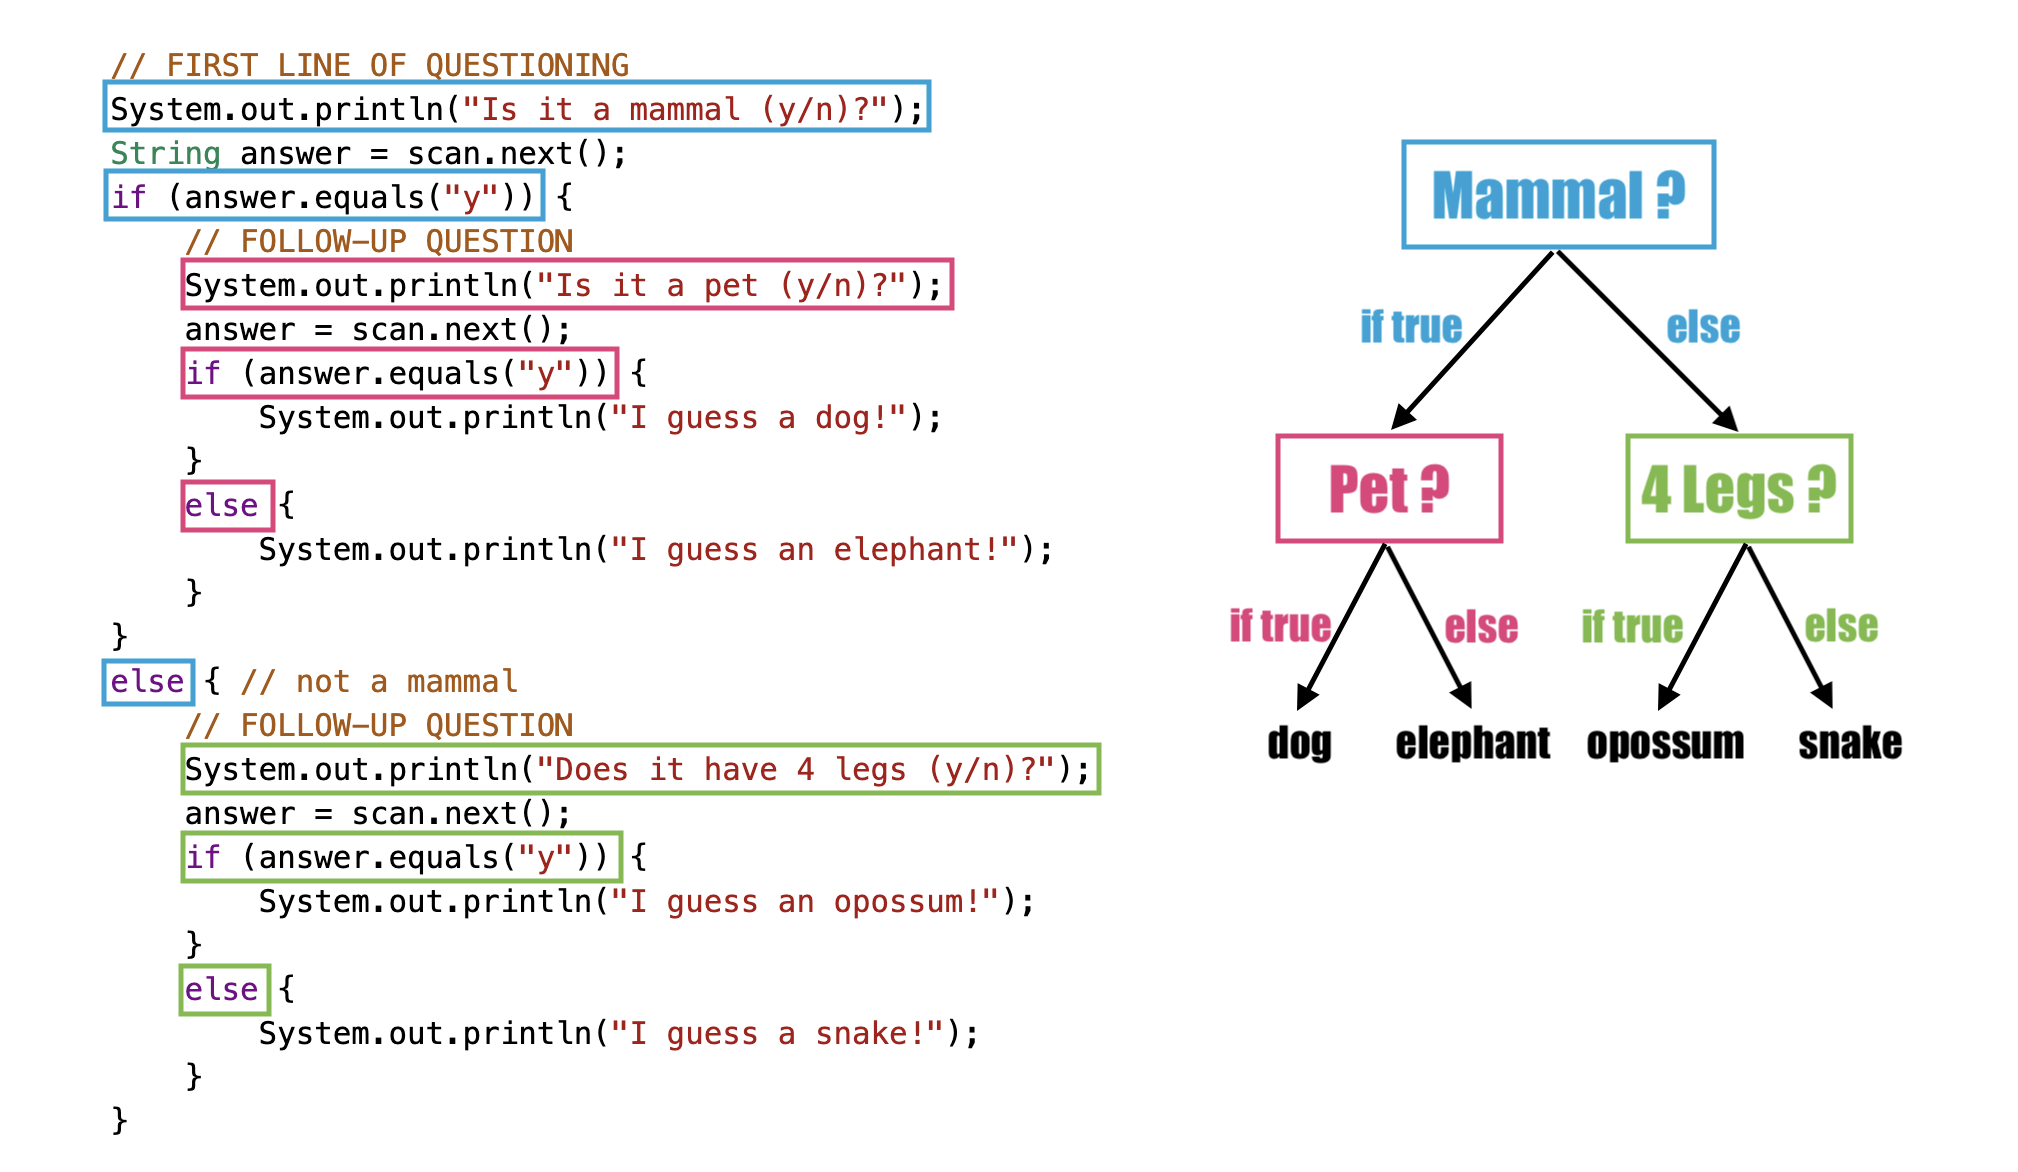 // FIRST LINE OF QUESTIONING
System.out.println("Is it a mammal (y/n)?");
String answer = scan.next();
if (answer.equals("y")) {
    // FOLLOW-UP QUESTION
    System.out.println("Is it a pet (y/n)?");
    answer = scan.next();
    if (answer.equals("y")) {
        System.out.println("I guess a dog!");
    }
    else {
        System.out.println("I guess an elephant!");
    }
}
else { // not a mammal
    // FOLLOW-UP QUESTION
    System.out.println("Does it have 4 legs (y/n)?");
    answer = scan.next();
    if (answer.equals("y")) {
        System.out.println("I guess an opossum!");
    }
    else {
        System.out.println("I guess a snake!");
    }
}
Mammal ?
if true else
Pet ? 4 Legs ?
if true else if true else
dog elephant opossum snake